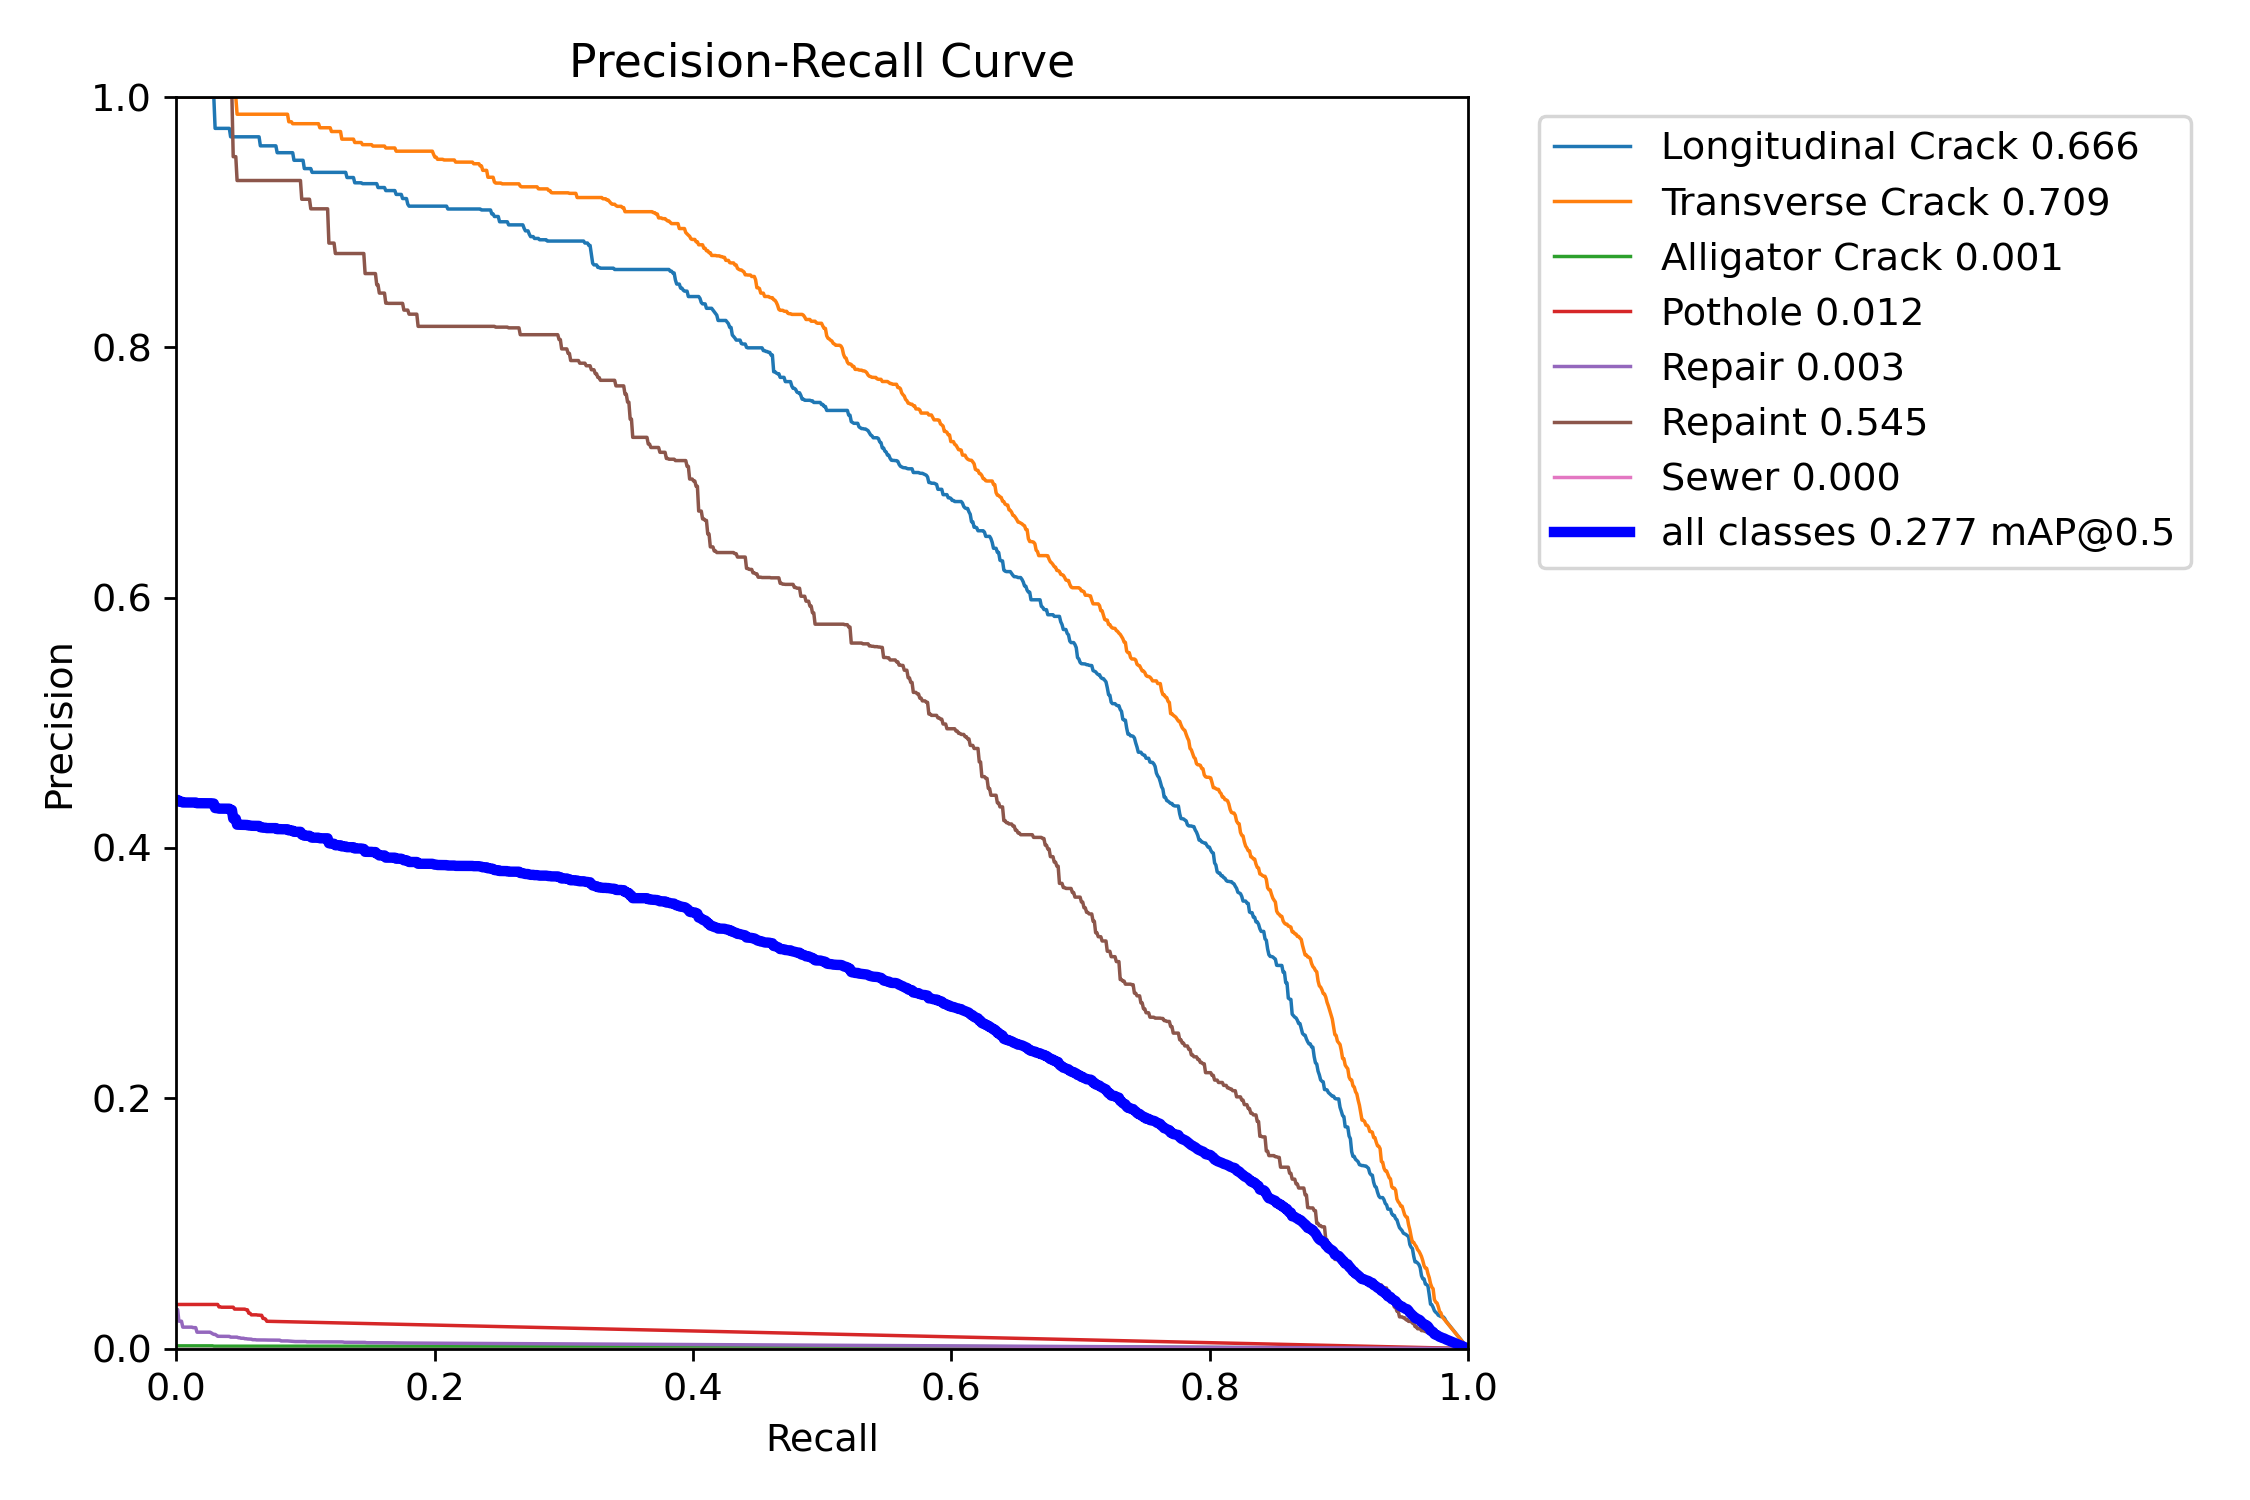 Precision-Recall Curve
1.0
0.8
0.6
0.4
0.2
0.0
Precision
0.0 0.2 0.4 0.6 0.8 1.0
Recall
Longitudinal Crack 0.666
Transverse Crack 0.709
Alligator Crack 0.001
Pothole 0.012
Repair 0.003
Repaint 0.545
Sewer 0.000
all classes 0.277 mAP@0.5